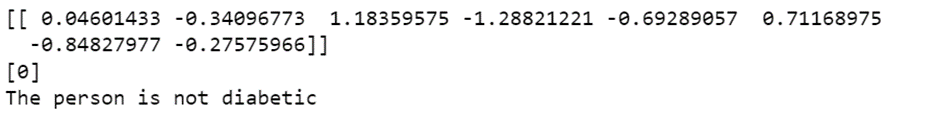 [[ 0.04601433 -0.34096773  1.18359575 -1.28821221 -0.69289057  0.71168975
  -0.84827977 -0.27575966]]
[0]
The person is not diabetic